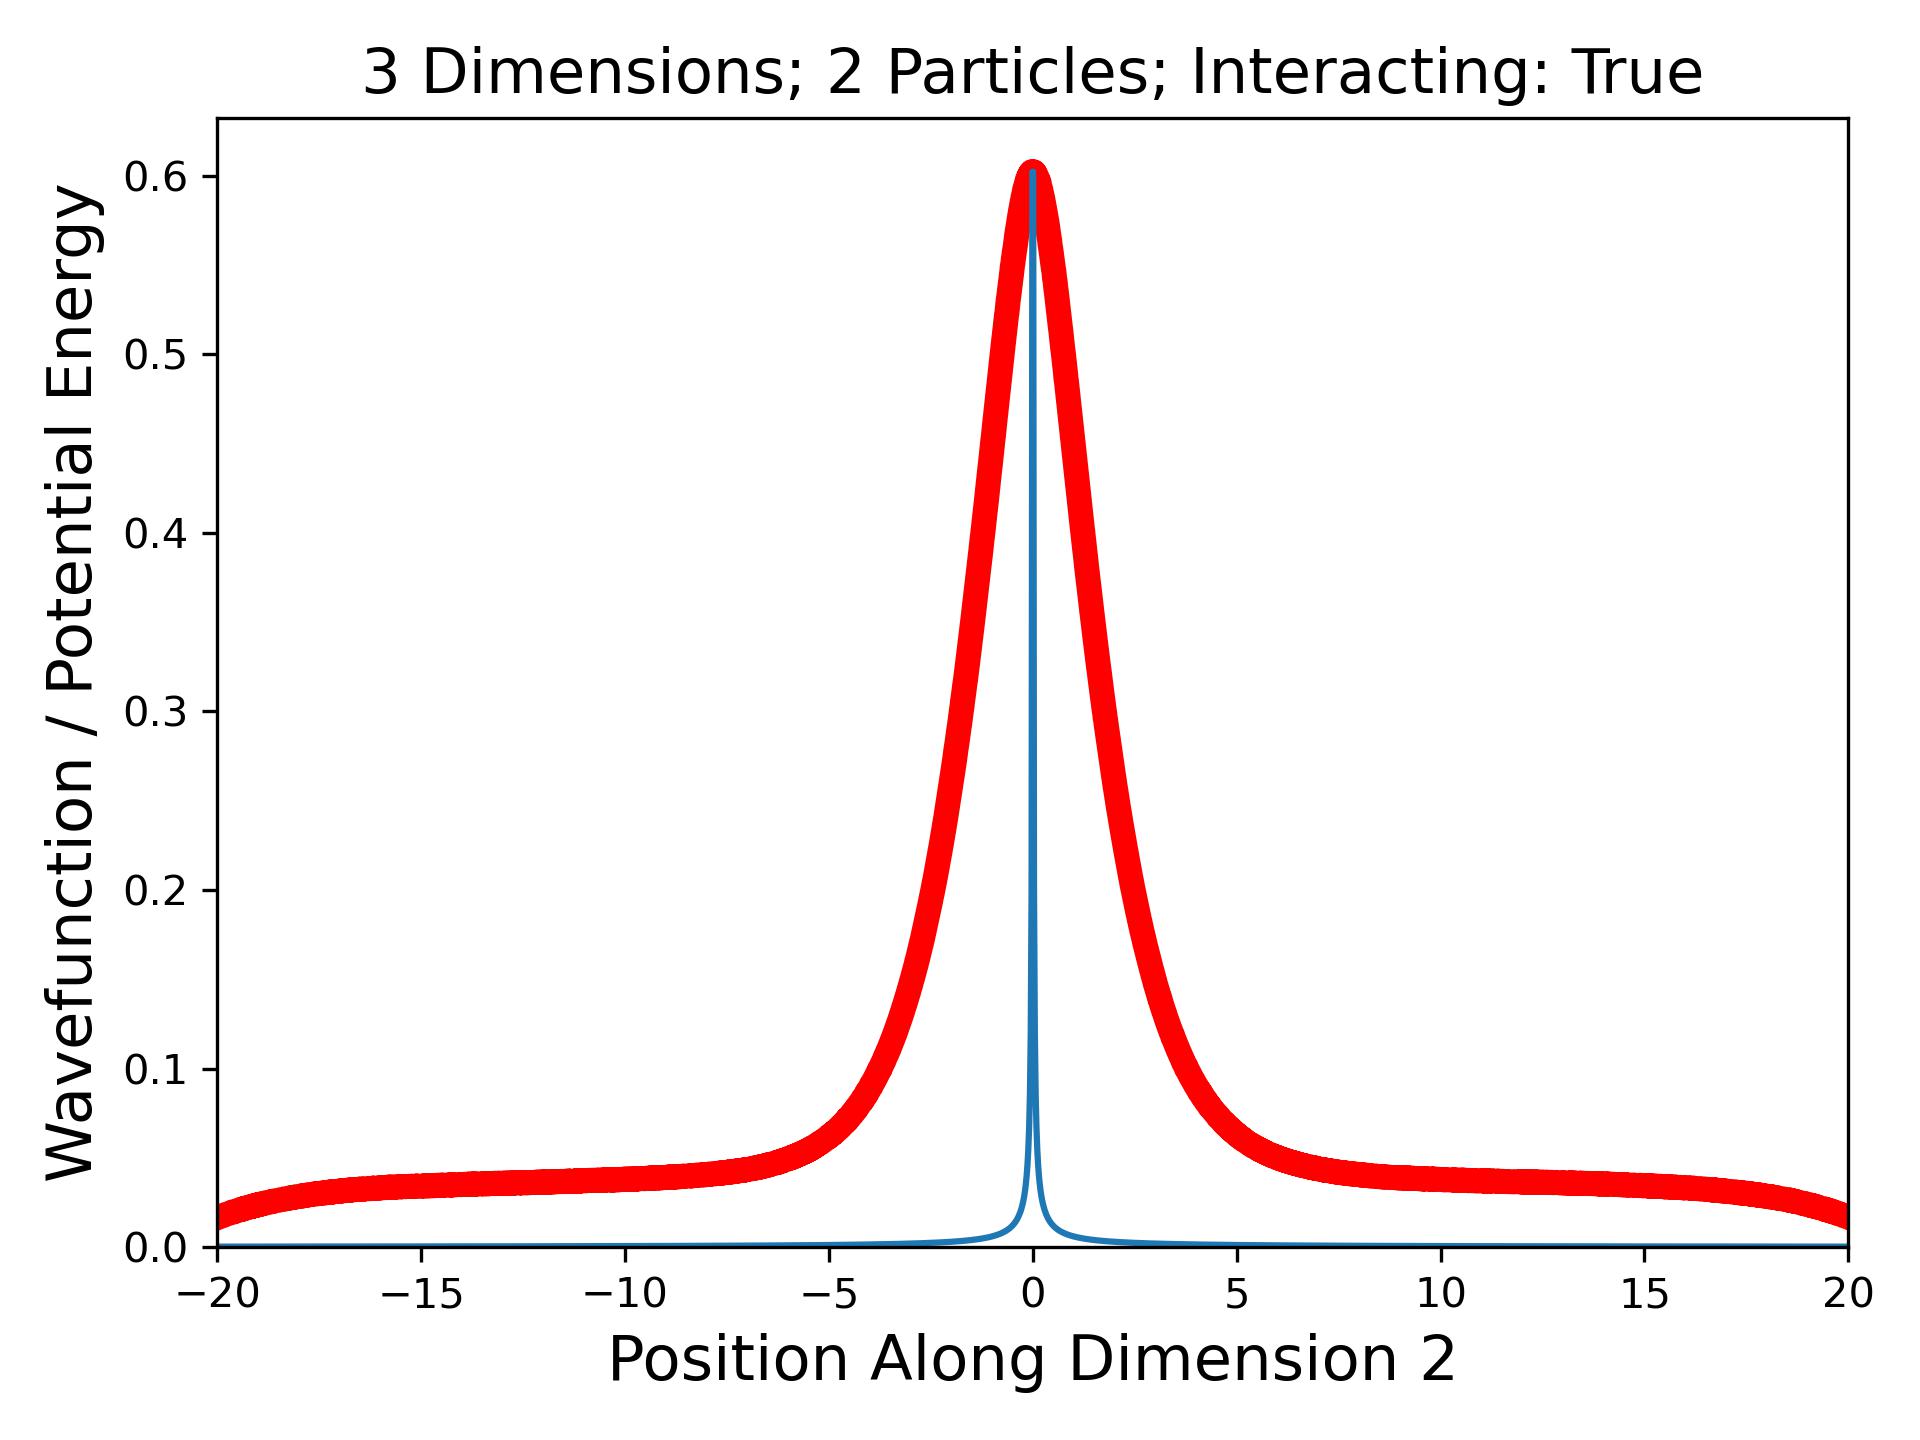 3 Dimensions; 2 Particles; Interacting: True
Wavefunction / Potential Energy
0.6
0.5
0.4
0.3
0.2
0.1
0.0
−20 −15 −10 −5 0 5 10 15 20
Position Along Dimension 2